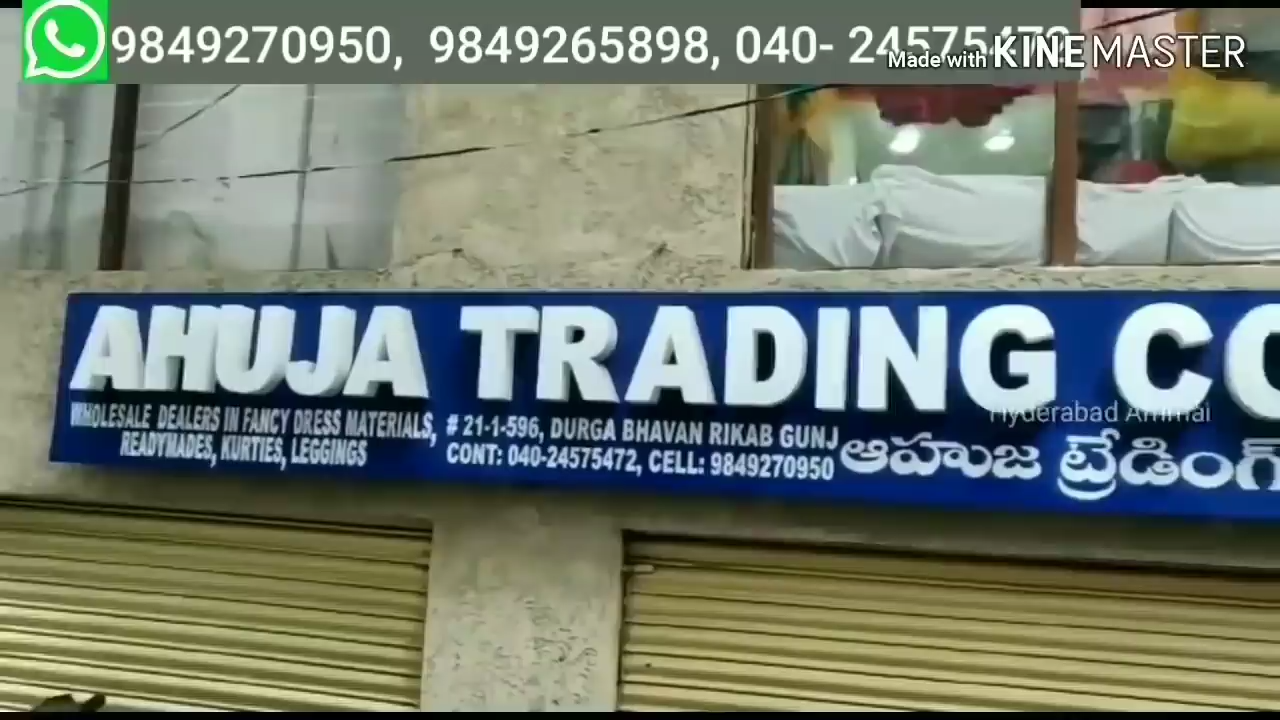 9849270950, 9849265898, 040- 24575472
Made with KINEMASTER
AHUJA TRADING CO
WHOLESALE DEALERS IN FANCY DRESS MATERIALS,
READYMADES, KURTIES, LEGGINGS
# 21-1-596, DURGA BHAVAN RIKAB GUNJ
CONT: 040-24575472, CELL: 9849270950
Hyderabad Ammai
ఆహుజ ట్రేడింగ్